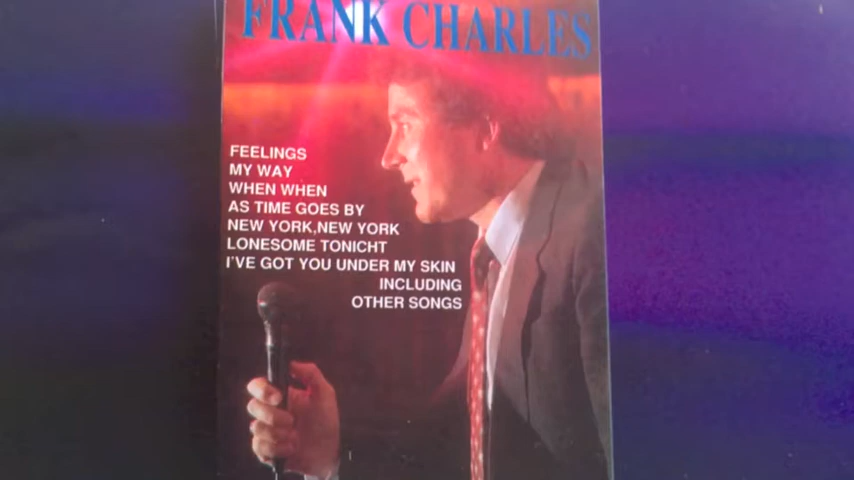 FRANK CHARLES
FEELINGS
MY WAY
WHEN WHEN
AS TIME GOES BY
NEW YORK,NEW YORK
LONESOME TONICHT
I'VE GOT YOU UNDER MY SKIN
INCLUDING
OTHER SONGS